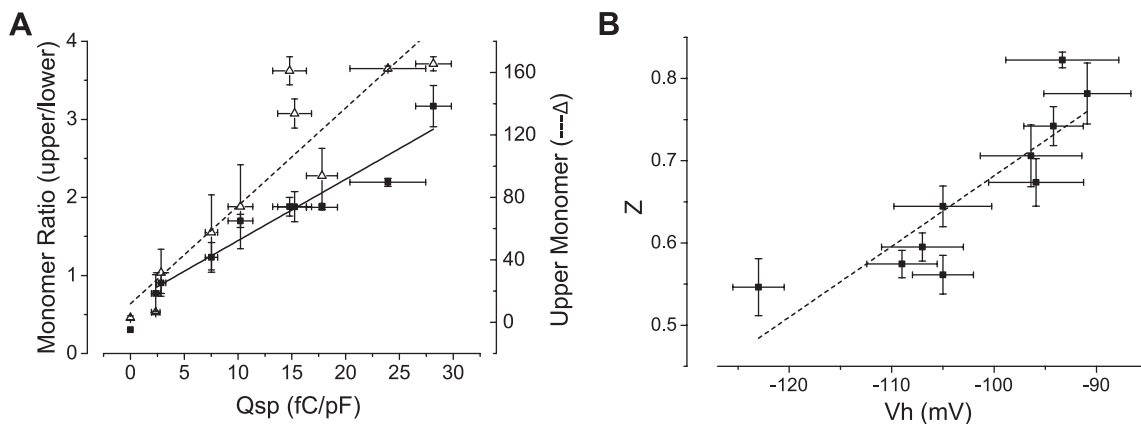 A
Monomer Ratio (upper/lower)
4
3
2
1
0
160
120
80
40
0
Upper Monomer (---Δ)
0 5 10 15 20 25 30
Qsp (fC/pF)
B
Z
0.8
0.7
0.6
0.5
-120 -110 -100 -90
Vh (mV)